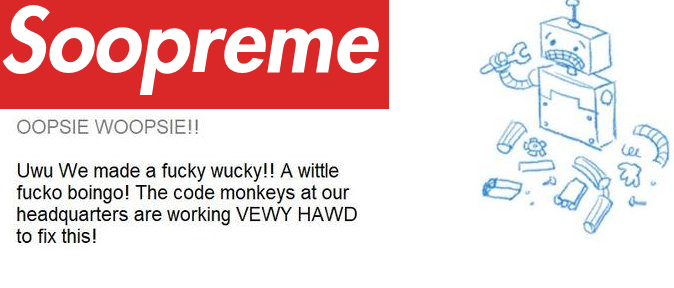 Soopreme
OOPSIE WOOPSIE!!
Uwu We made a fucky wucky!! A wittle
fucko boingo! The code monkeys at our
headquarters are working VEWY HAWD
to fix this!